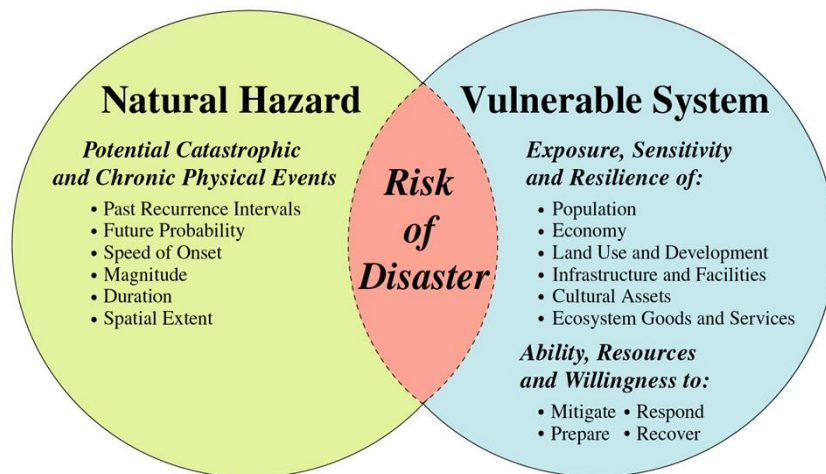 Natural Hazard
Potential Catastrophic
and Chronic Physical Events
• Past Recurrence Intervals
• Future Probability
• Speed of Onset
• Magnitude
• Duration
• Spatial Extent
Risk
of
Disaster
Vulnerable System
Exposure, Sensitivity
and Resilience of:
• Population
• Economy
• Land Use and Development
• Infrastructure and Facilities
• Cultural Assets
• Ecosystem Goods and Services
Ability, Resources
and Willingness to:
• Mitigate • Respond
• Prepare • Recover